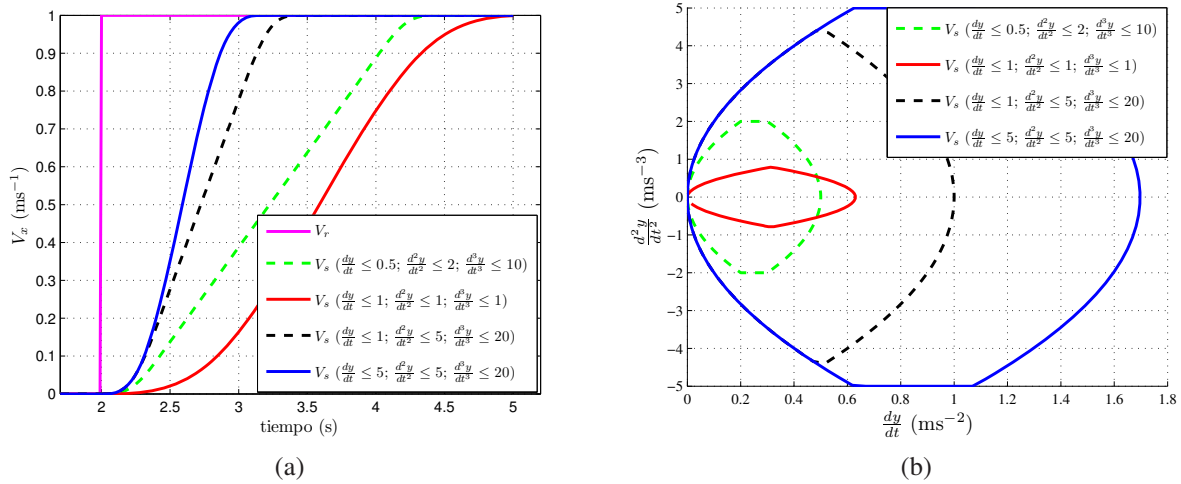 1
0.9
0.8
0.7
0.6
0.5
0.4
0.3
0.2
0.1
0
V_x (ms^{−1})
2 2.5 3 3.5 4 4.5 5
tiempo (s)
V_r
V_s (dy/dt ≤ 0.5; d²y/dt² ≤ 2; d³y/dt³ ≤ 10)
V_s (dy/dt ≤ 1; d²y/dt² ≤ 1; d³y/dt³ ≤ 1)
V_s (dy/dt ≤ 1; d²y/dt² ≤ 5; d³y/dt³ ≤ 20)
V_s (dy/dt ≤ 5; d²y/dt² ≤ 5; d³y/dt³ ≤ 20)
(a)
5
4
3
2
1
0
−1
−2
−3
−4
−5
d²y/dt² (ms^{−3})
0 0.2 0.4 0.6 0.8 1 1.2 1.4 1.6 1.8
dy/dt (ms^{−2})
V_s (dy/dt ≤ 0.5; d²y/dt² ≤ 2; d³y/dt³ ≤ 10)
V_s (dy/dt ≤ 1; d²y/dt² ≤ 1; d³y/dt³ ≤ 1)
V_s (dy/dt ≤ 1; d²y/dt² ≤ 5; d³y/dt³ ≤ 20)
V_s (dy/dt ≤ 5; d²y/dt² ≤ 5; d³y/dt³ ≤ 20)
(b)